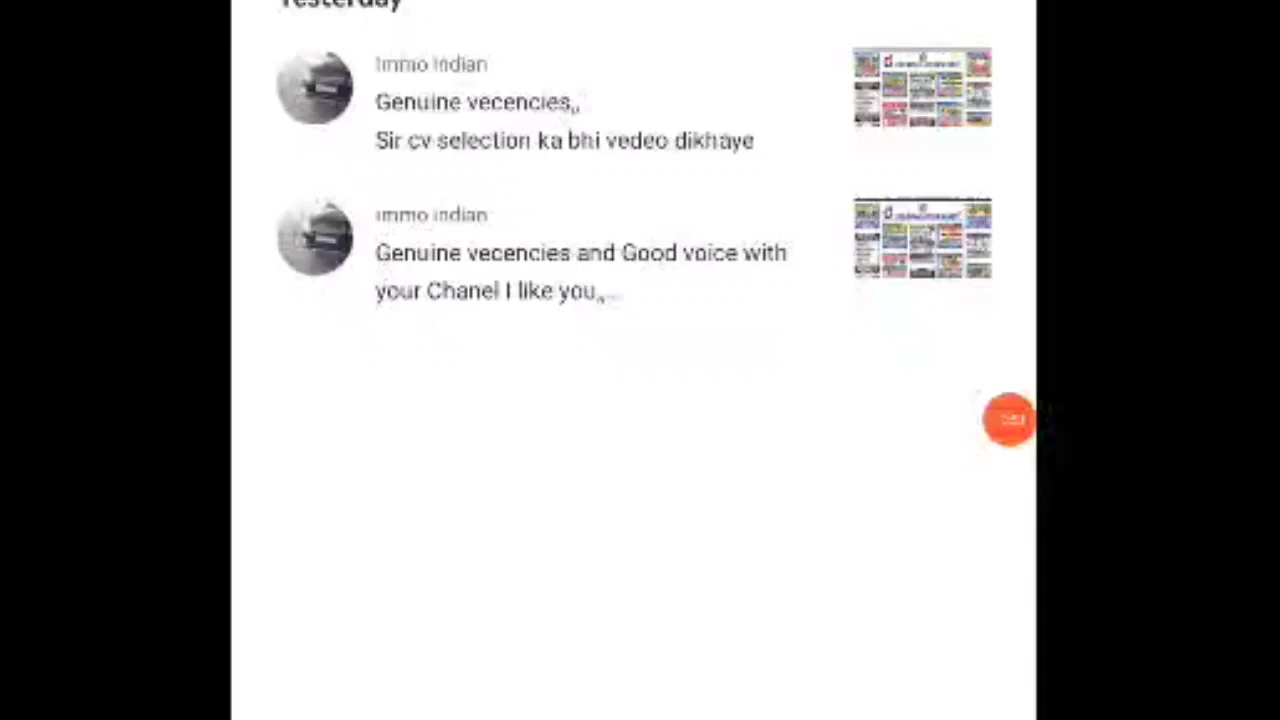 Yesterday
Immo Indian
Genuine vecencies,,
Sir cv selection ka bhi vedeo dikhaye
Immo Indian
Genuine vecencies and Good voice with
your Chanel I like you,,...